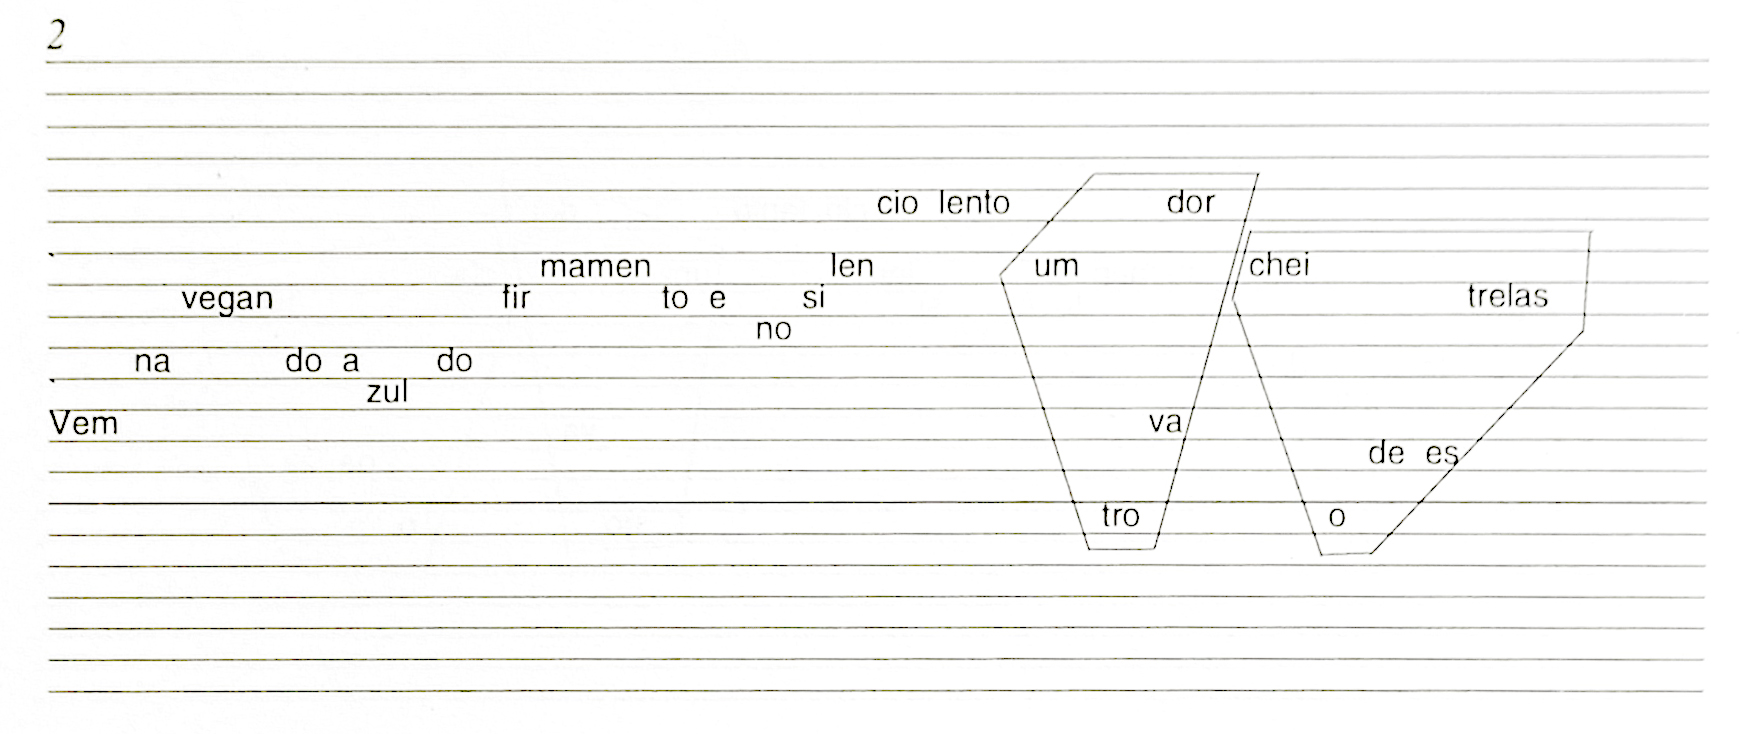 2
cio lento dor
mamen len um chei
vegan fir to e si trelas
no
na do a do
zul
Vem va
de es
tro o